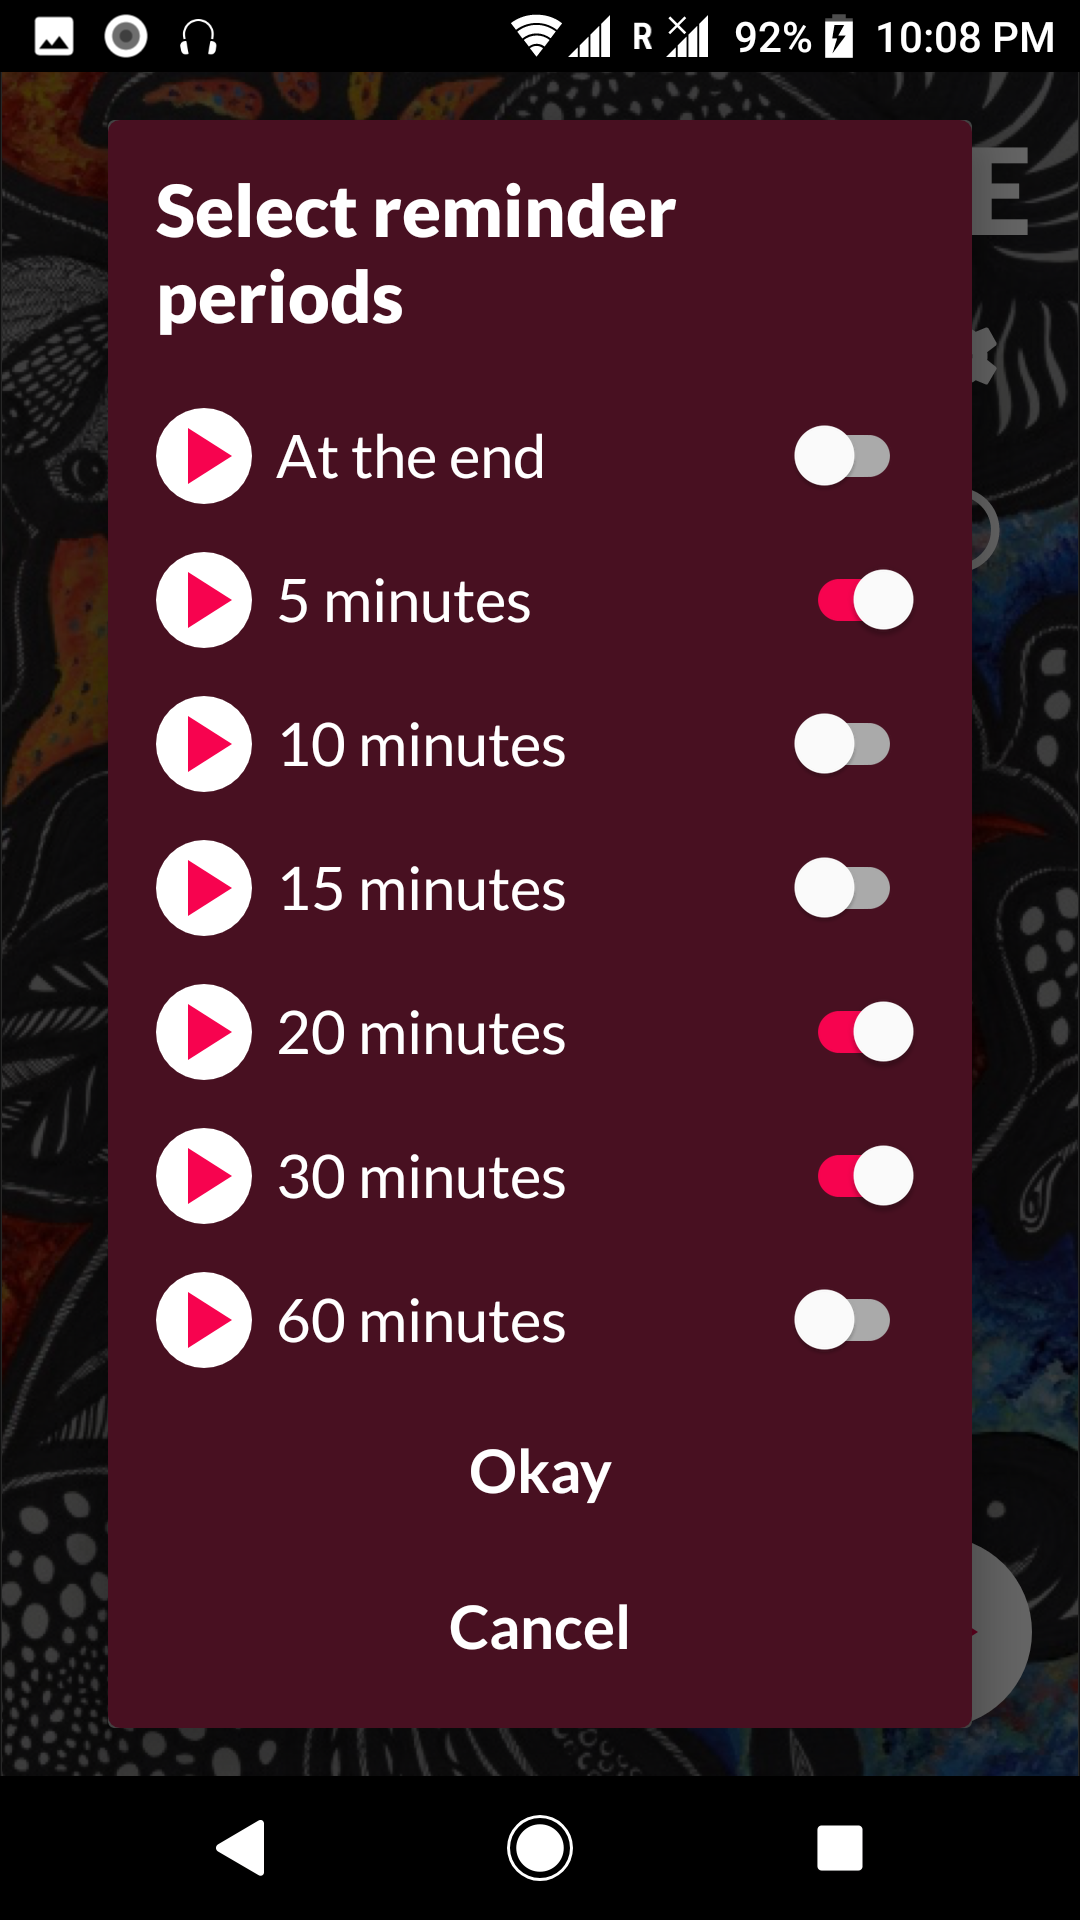 R 92% 10:08 PM
E
Select reminder
periods
At the end
5 minutes
10 minutes
15 minutes
20 minutes
30 minutes
60 minutes
Okay
Cancel